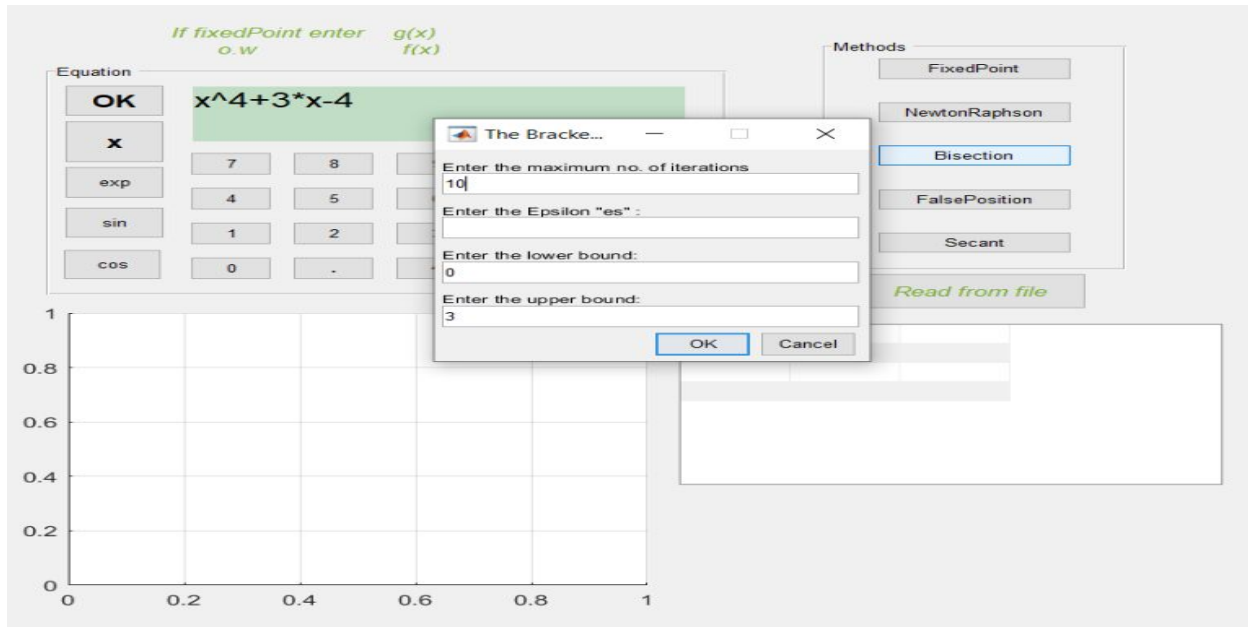 If fixedPoint enter g(x)
o.w f(x)
Equation
OK
x^4+3*x-4
x
exp
sin
cos
7 8
4 5
1 2
0 .
Methods
FixedPoint
NewtonRaphson
Bisection
FalsePosition
Secant
Read from file
The Bracke...
Enter the maximum no. of iterations
10
Enter the Epsilon "es" :
Enter the lower bound:
0
Enter the upper bound:
3
OK Cancel
1
0.8
0.6
0.4
0.2
0
0 0.2 0.4 0.6 0.8 1